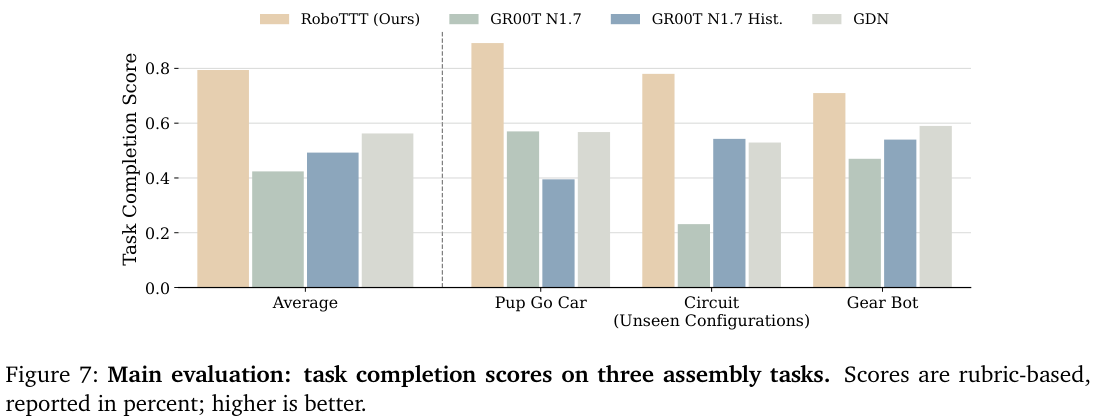 RoboTTT (Ours) GR00T N1.7 GR00T N1.7 Hist. GDN
Task Completion Score
0.8
0.6
0.4
0.2
0.0
Average Pup Go Car Circuit Gear Bot
(Unseen Configurations)
Figure 7: Main evaluation: task completion scores on three assembly tasks. Scores are rubric-based,
reported in percent; higher is better.